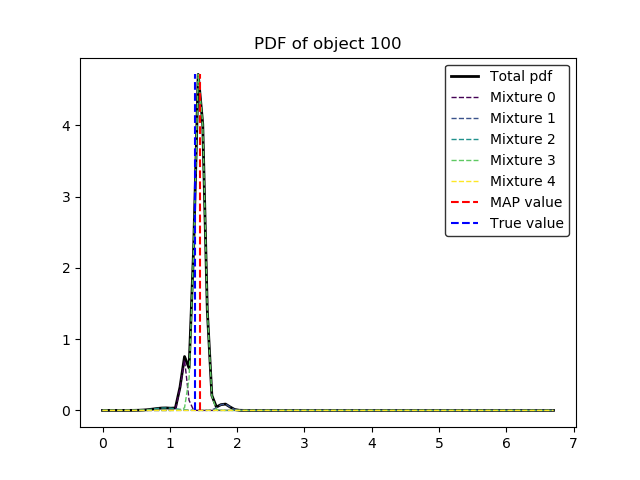 PDF of object 100
Total pdf
Mixture 0
Mixture 1
Mixture 2
Mixture 3
Mixture 4
MAP value
True value
4
3
2
1
0
0 1 2 3 4 5 6 7